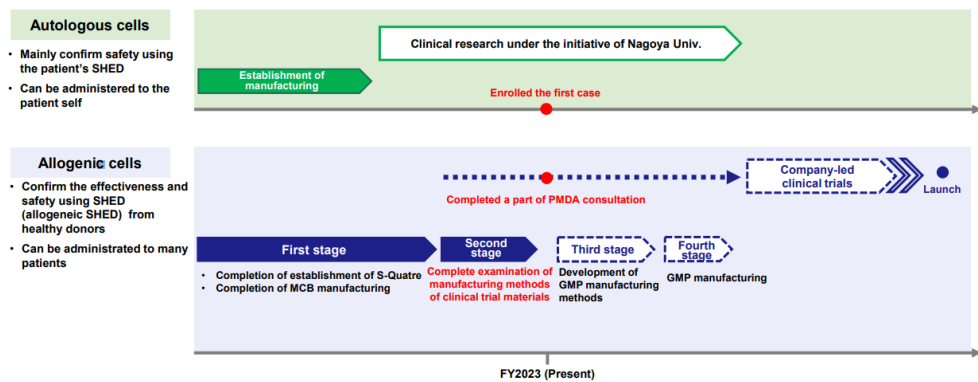 Autologous cells
• Mainly confirm safety using
the patient's SHED
• Can be administered to the
patient self
Clinical research under the initiative of Nagoya Univ.
Establishment of
manufacturing
Enrolled the first case
Allogenic cells
• Confirm the effectiveness and
safety using SHED
(allogeneic SHED) from
healthy donors
• Can be administrated to many
patients
Company-led
clinical trials
Launch
Completed a part of PMDA consultation
First stage
Second
stage
Third stage
Fourth
stage
• Completion of establishment of S-Quatre
• Completion of MCB manufacturing
Complete examination of
manufacturing methods
of clinical trial materials
Development of
GMP manufacturing
methods
GMP manufacturing
FY2023 (Present)